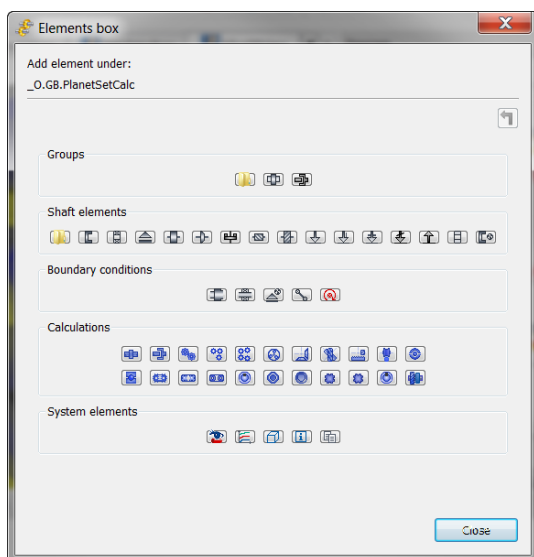 Elements box
Add element under:
_O.GB.PlanetSetCalc
Groups
Shaft elements
Boundary conditions
Calculations
System elements
Close